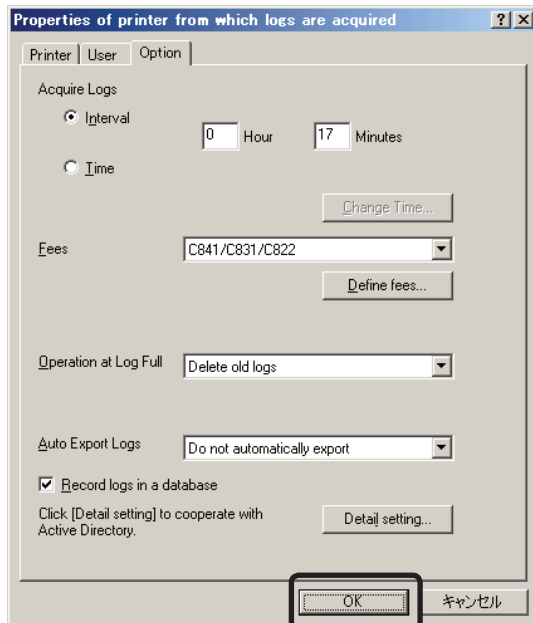 Properties of printer from which logs are acquired ? ×
Printer User Option
Acquire Logs
Interval
0 Hour 17 Minutes
Time
Change Time...
Fees C841/C831/C822
Define fees...
Operation at Log Full Delete old logs
Auto Export Logs Do not automatically export
Record logs in a database
Click [Detail setting] to cooperate with
Active Directory.
Detail setting...
OK キャンセル